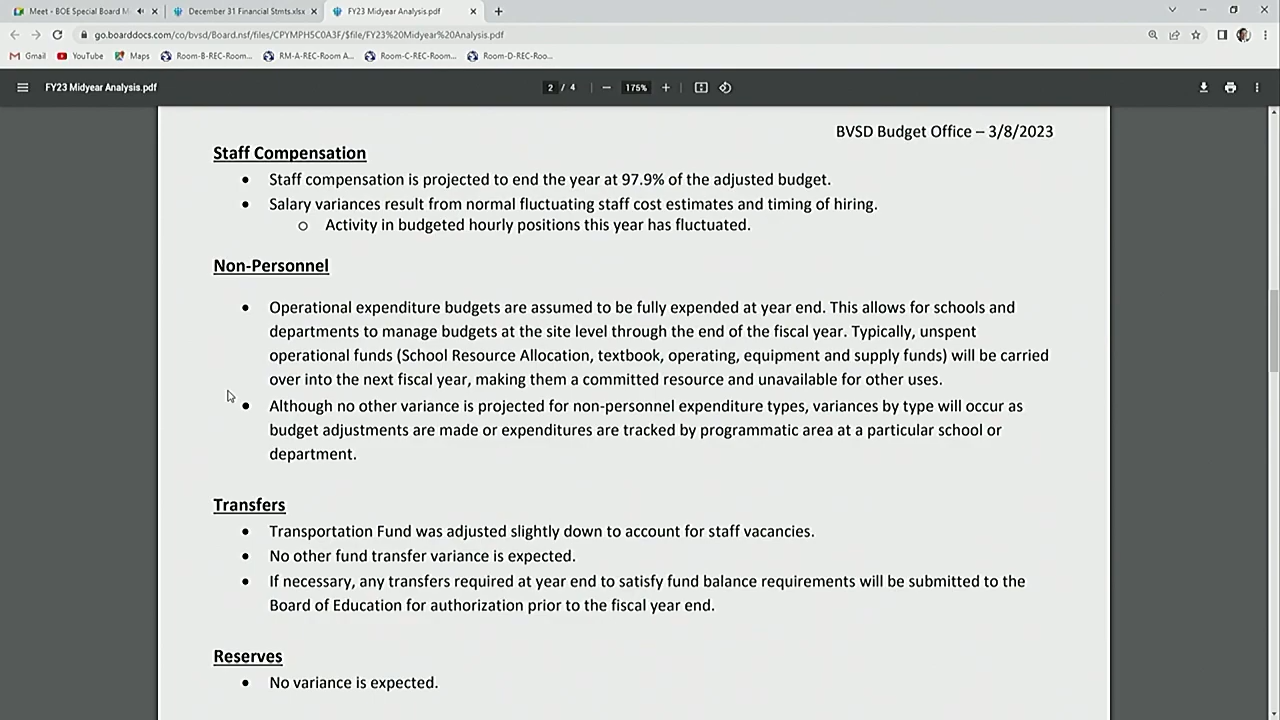 Meet - BOE Special Board M
December 31 Financial Stmts.xlsx
FY23 Midyear Analysis.pdf
go.boarddocs.com/co/bvsd/Board.nsf/files/CPYMPH5C0A3F/$file/FY23%20Midyear%20Analysis.pdf
Gmail
YouTube
Maps
Room-B-REC-Room...
RM-A-REC-Room A...
Room-C-REC-Room...
Room-D-REC-Roo...
FY23 Midyear Analysis.pdf
2 / 4
175%
BVSD Budget Office – 3/8/2023
Staff Compensation
• Staff compensation is projected to end the year at 97.9% of the adjusted budget.
• Salary variances result from normal fluctuating staff cost estimates and timing of hiring.
o Activity in budgeted hourly positions this year has fluctuated.
Non-Personnel
• Operational expenditure budgets are assumed to be fully expended at year end. This allows for schools and
departments to manage budgets at the site level through the end of the fiscal year. Typically, unspent
operational funds (School Resource Allocation, textbook, operating, equipment and supply funds) will be carried
over into the next fiscal year, making them a committed resource and unavailable for other uses.
• Although no other variance is projected for non-personnel expenditure types, variances by type will occur as
budget adjustments are made or expenditures are tracked by programmatic area at a particular school or
department.
Transfers
• Transportation Fund was adjusted slightly down to account for staff vacancies.
• No other fund transfer variance is expected.
• If necessary, any transfers required at year end to satisfy fund balance requirements will be submitted to the
Board of Education for authorization prior to the fiscal year end.
Reserves
• No variance is expected.